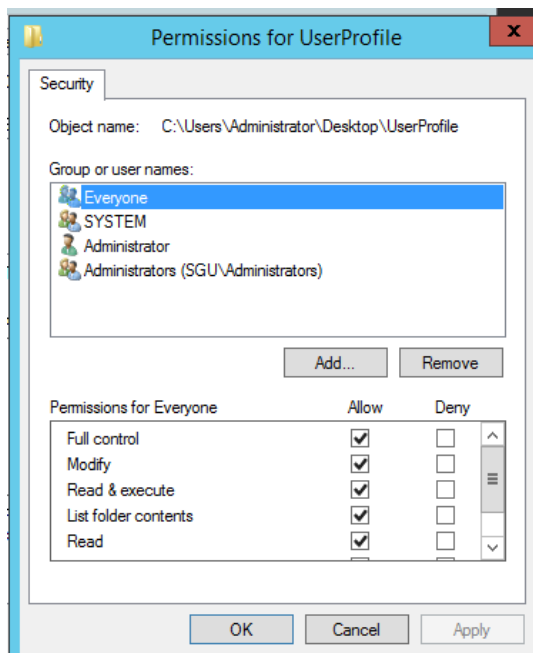 Permissions for UserProfile
x
Security
Object name: C:\Users\Administrator\Desktop\UserProfile
Group or user names:
Everyone
SYSTEM
Administrator
Administrators (SGU\Administrators)
Add...
Remove
Permissions for Everyone Allow Deny
Full control
Modify
Read & execute
List folder contents
Read
OK Cancel Apply